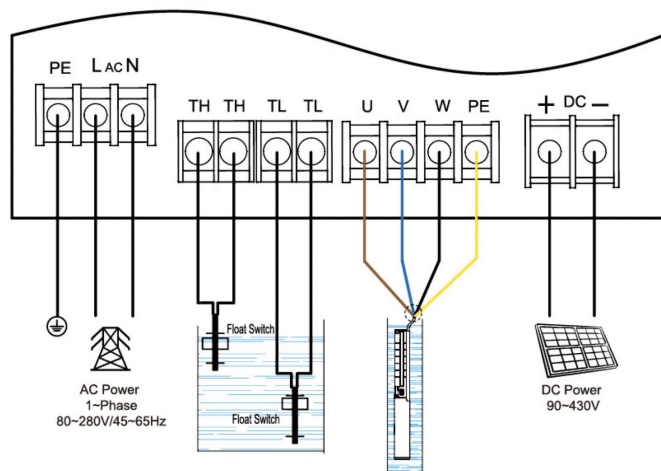 PE L AC N
TH TH TL TL
U V W PE
+ DC −
Float Switch
Float Switch
AC Power
1~Phase
80~280V/45~65Hz
DC Power
90~430V